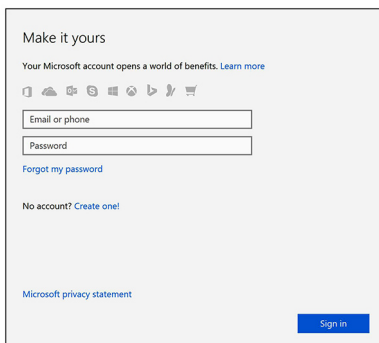 Make it yours
Your Microsoft account opens a world of benefits. Learn more
Email or phone
Password
Forgot my password
No account? Create one!
Microsoft privacy statement
Sign in